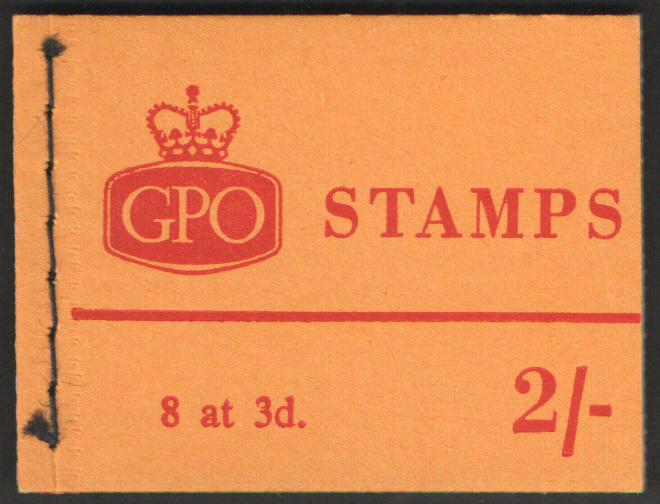 GPO STAMPS
8 at 3d. 2/-